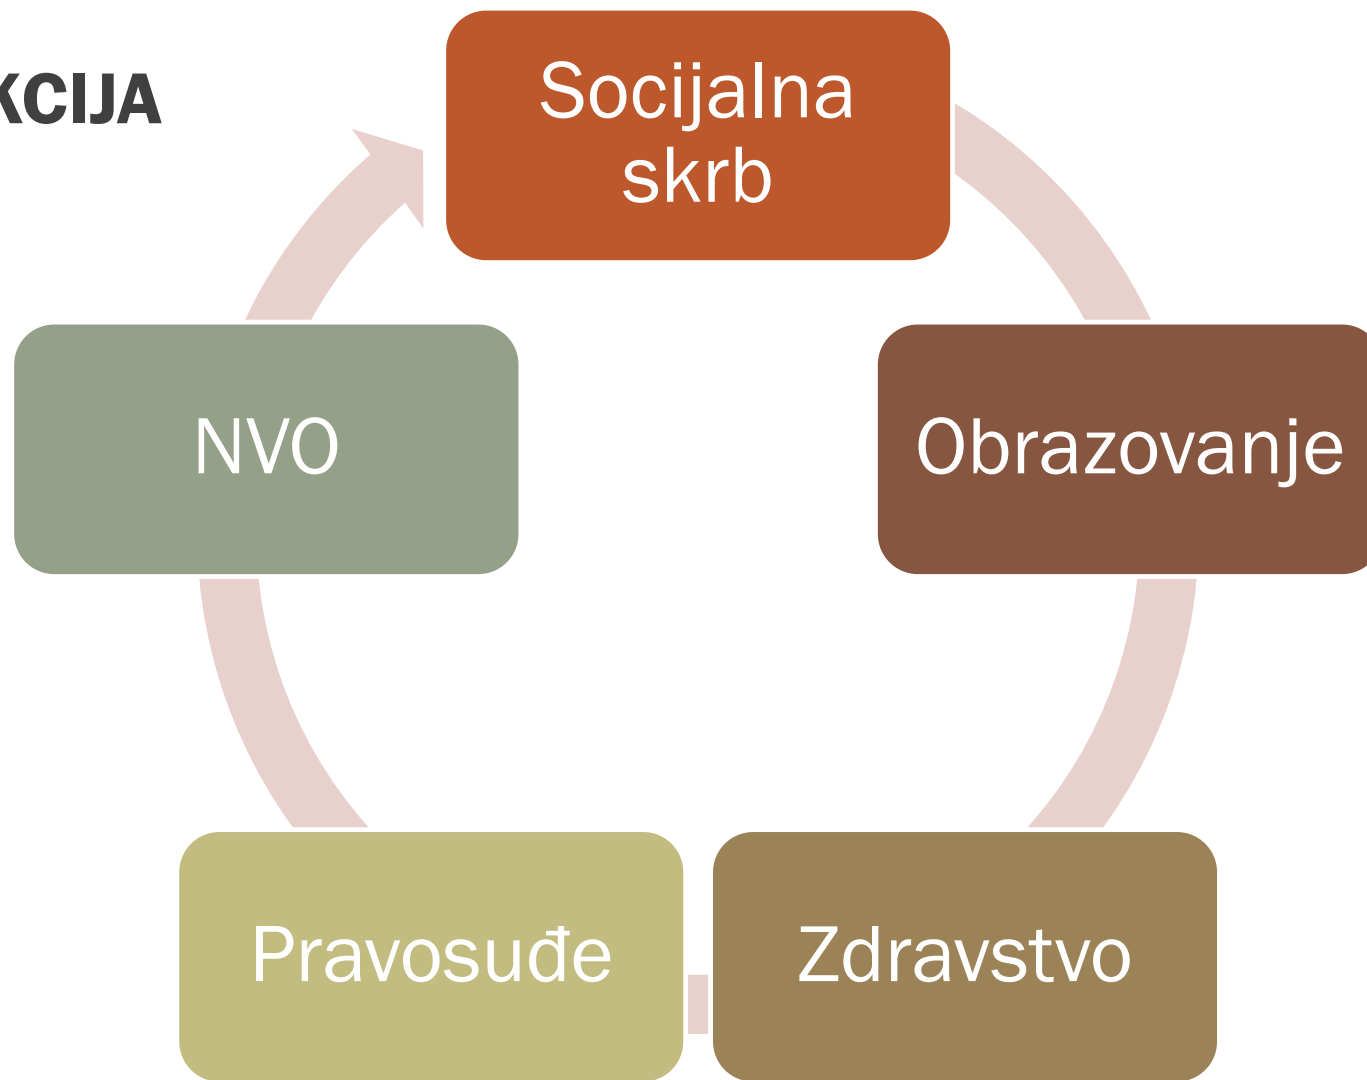 KCIJA
Socijalna
skrb
NVO
Obrazovanje
Pravosuđe
Zdravstvo